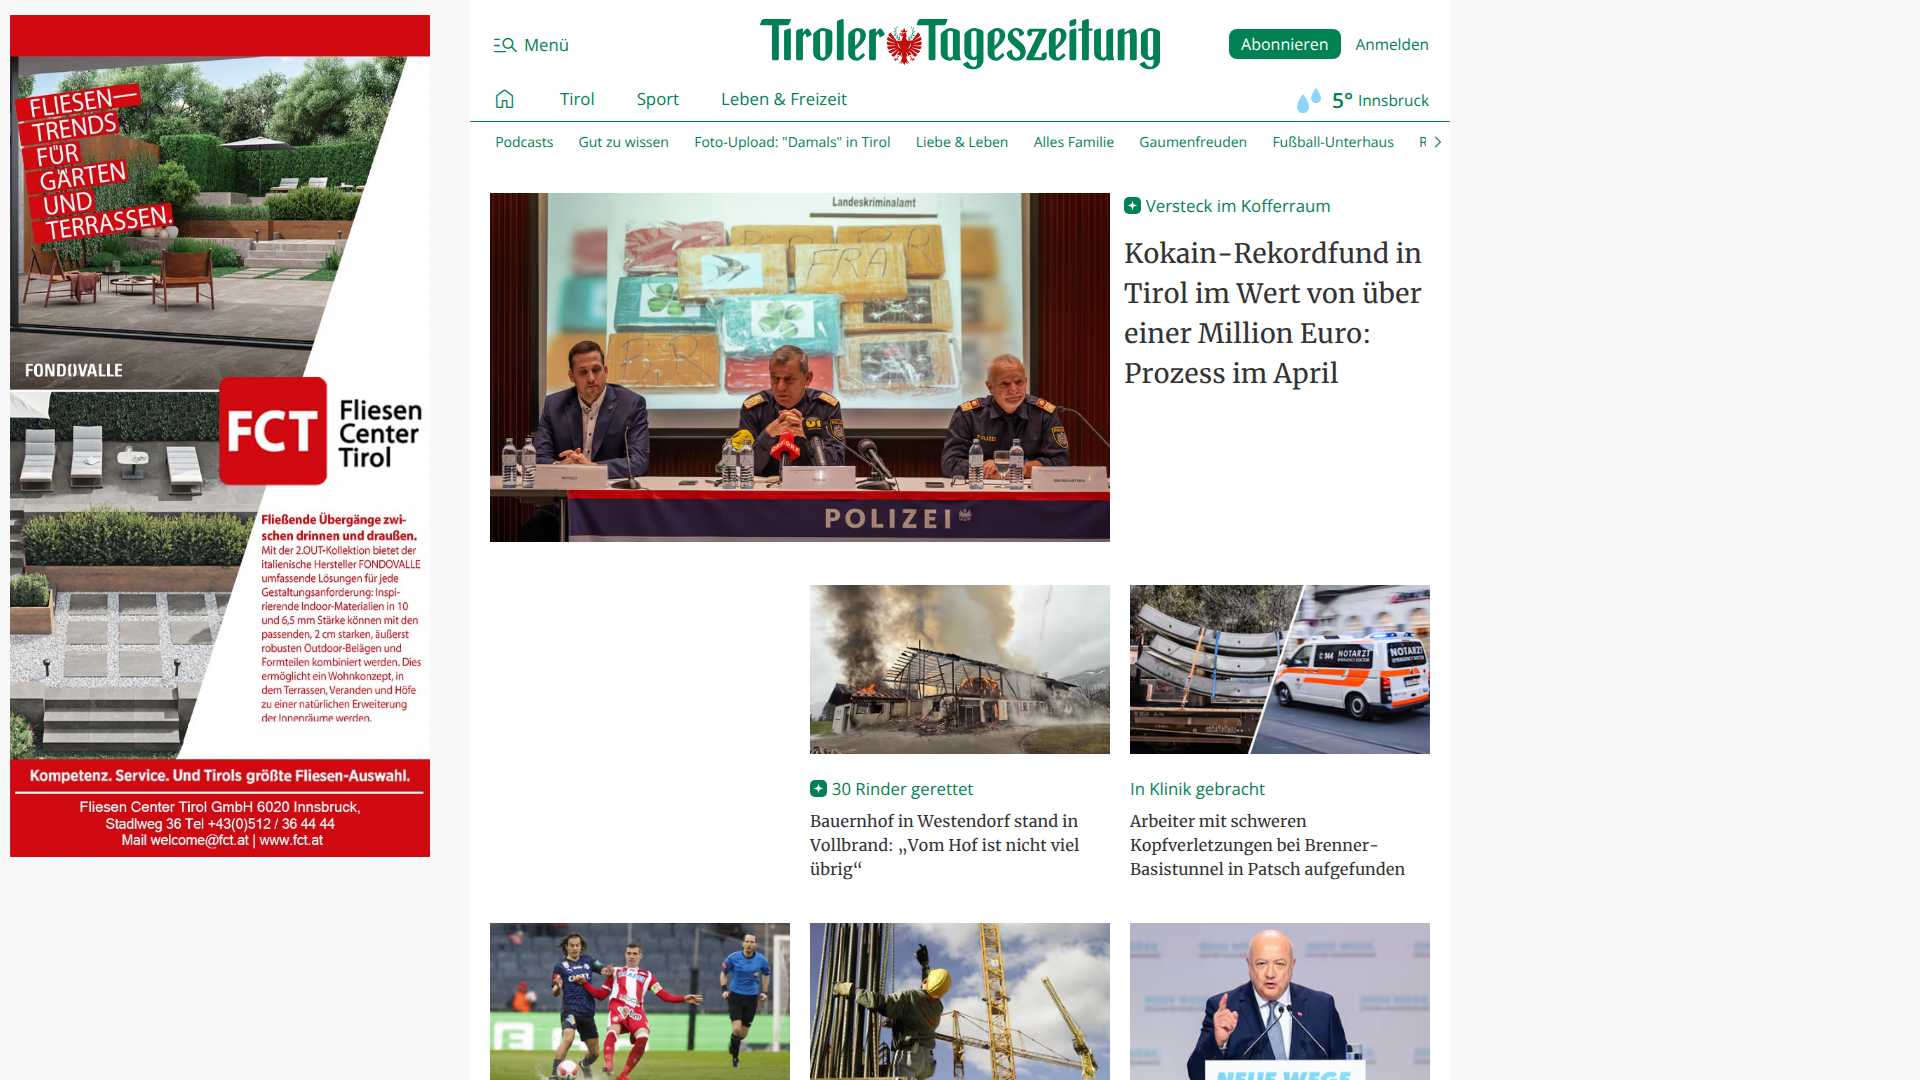 FLIESEN—
TRENDS
FÜR
GÄRTEN
UND
TERRASSEN.
FONDOVALLE
FCT
Fliesen
Center
Tirol
Fließende Übergänge zwi-
schen drinnen und draußen.
Mit der 2.OUT-Kollektion bietet der
italienische Hersteller FONDOVALLE
umfassende Lösungen für jede
Gestaltungsanforderung: Inspi-
rierende Indoor-Materialien in 10
und 6,5 mm Stärke können mit den
passenden, 2 cm starken, äußerst
robusten Outdoor-Belägen und
Formteilen kombiniert werden. Dies
ermöglicht ein Wohnkonzept, in
dem Terrassen, Veranden und Höfe
zu einer natürlichen Erweiterung
der Innenräume werden.
Kompetenz. Service. Und Tirols größte Fliesen-Auswahl.
Fliesen Center Tirol GmbH 6020 Innsbruck,
Stadlweg 36 Tel +43(0)512 / 36 44 44
Mail welcome@fct.at | www.fct.at
Menü
Tiroler Tageszeitung
Abonnieren
Anmelden
Tirol
Sport
Leben & Freizeit
5° Innsbruck
Podcasts
Gut zu wissen
Foto-Upload: "Damals" in Tirol
Liebe & Leben
Alles Familie
Gaumenfreuden
Fußball-Unterhaus
Landeskriminalamt
FRA
POLIZEI
Versteck im Kofferraum
Kokain-Rekordfund in
Tirol im Wert von über
einer Million Euro:
Prozess im April
144 NOTARZT
NOTARZT
30 Rinder gerettet
Bauernhof in Westendorf stand in
Vollbrand: „Vom Hof ist nicht viel
übrig“
In Klinik gebracht
Arbeiter mit schweren
Kopfverletzungen bei Brenner-
Basistunnel in Patsch aufgefunden
NEUE WEGE